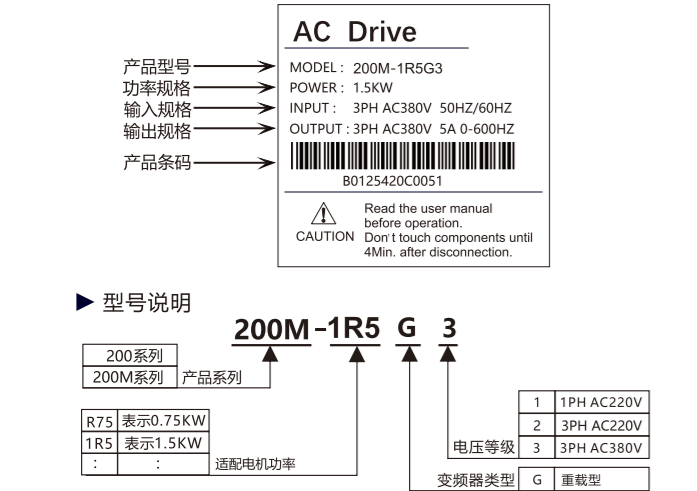 AC Drive
产品型号 MODEL : 200M-1R5G3
功率规格 POWER : 1.5KW
输入规格 INPUT : 3PH AC380V 50HZ/60HZ
输出规格 OUTPUT : 3PH AC380V 5A 0-600HZ
产品条码
B0125420C0051
CAUTION
Read the user manual
before operation.
Don't touch components until
4Min. after disconnection.
型号说明
200M-1R5 G 3
200系列
200M系列 产品系列
R75 表示0.75KW
1R5 表示1.5KW
: :
适配电机功率
1 1PH AC220V
2 3PH AC220V
电压等级 3 3PH AC380V
变频器类型 G 重载型